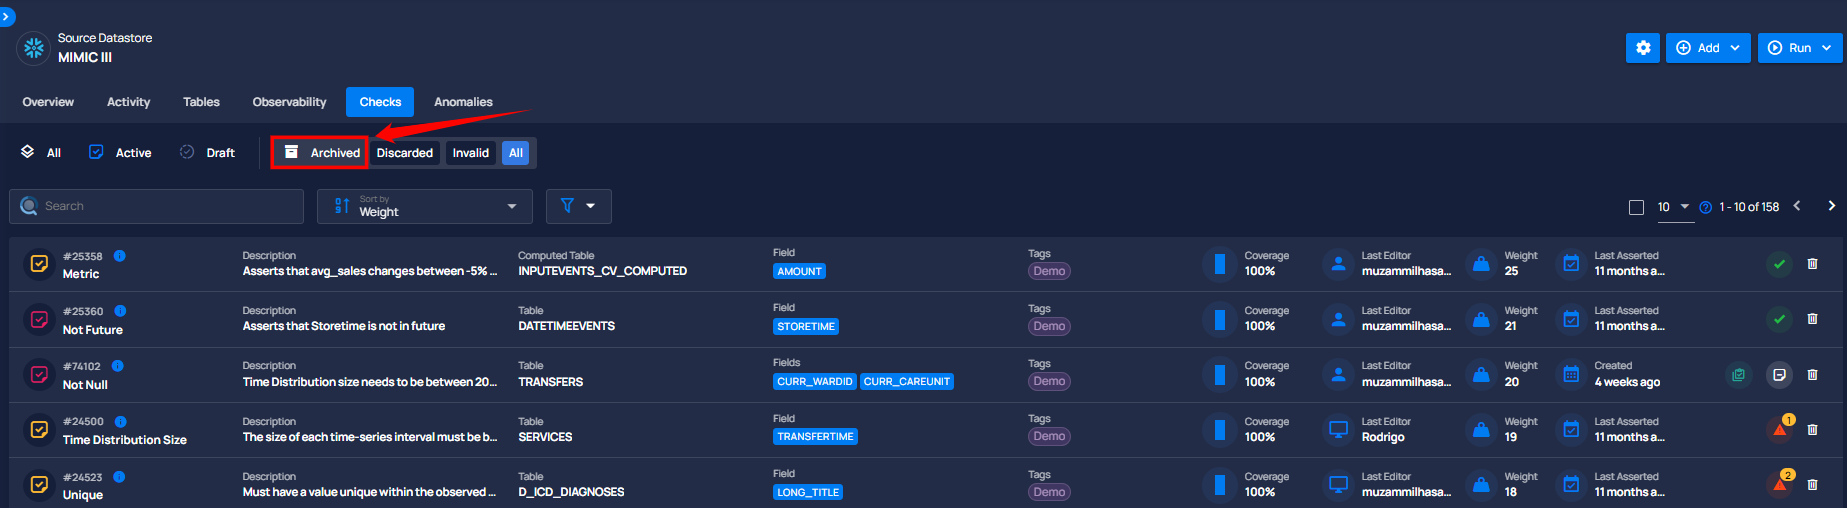 Source Datastore
MIMIC III
Add
Run
Overview Activity Tables Observability Checks Anomalies
All Active Draft Archived Discarded Invalid All
Search
Sort by
Weight
10 1 - 10 of 158
#25358 Description Computed Table Field Tags Coverage Last Editor Weight Last Asserted
Metric Asserts that avg_sales changes between -5% ... INPUTEVENTS_CV_COMPUTED AMOUNT Demo 100% muzammilhasa... 25 11 months a...
#25360 Description Table Field Tags Coverage Last Editor Weight Last Asserted
Not Future Asserts that Storetime is not in future DATETIMEEVENTS STORETIME Demo 100% muzammilhasa... 21 11 months a...
#74102 Description Table Fields Tags Coverage Last Editor Weight Created
Not Null Time Distribution size needs to be between 20... TRANSFERS CURR_WARDID CURR_CAREUNIT Demo 100% muzammilhasa... 20 4 weeks ago
#24500 Description Table Field Tags Coverage Last Editor Weight Last Asserted 1
Time Distribution Size The size of each time-series interval must be b... SERVICES TRANSFERTIME Demo 100% Rodrigo 19 11 months a...
#24523 Description Table Field Tags Coverage Last Editor Weight Last Asserted 2
Unique Must have a value unique within the observed ... D_ICD_DIAGNOSES LONG_TITLE Demo 100% muzammilhasa... 18 11 months a...